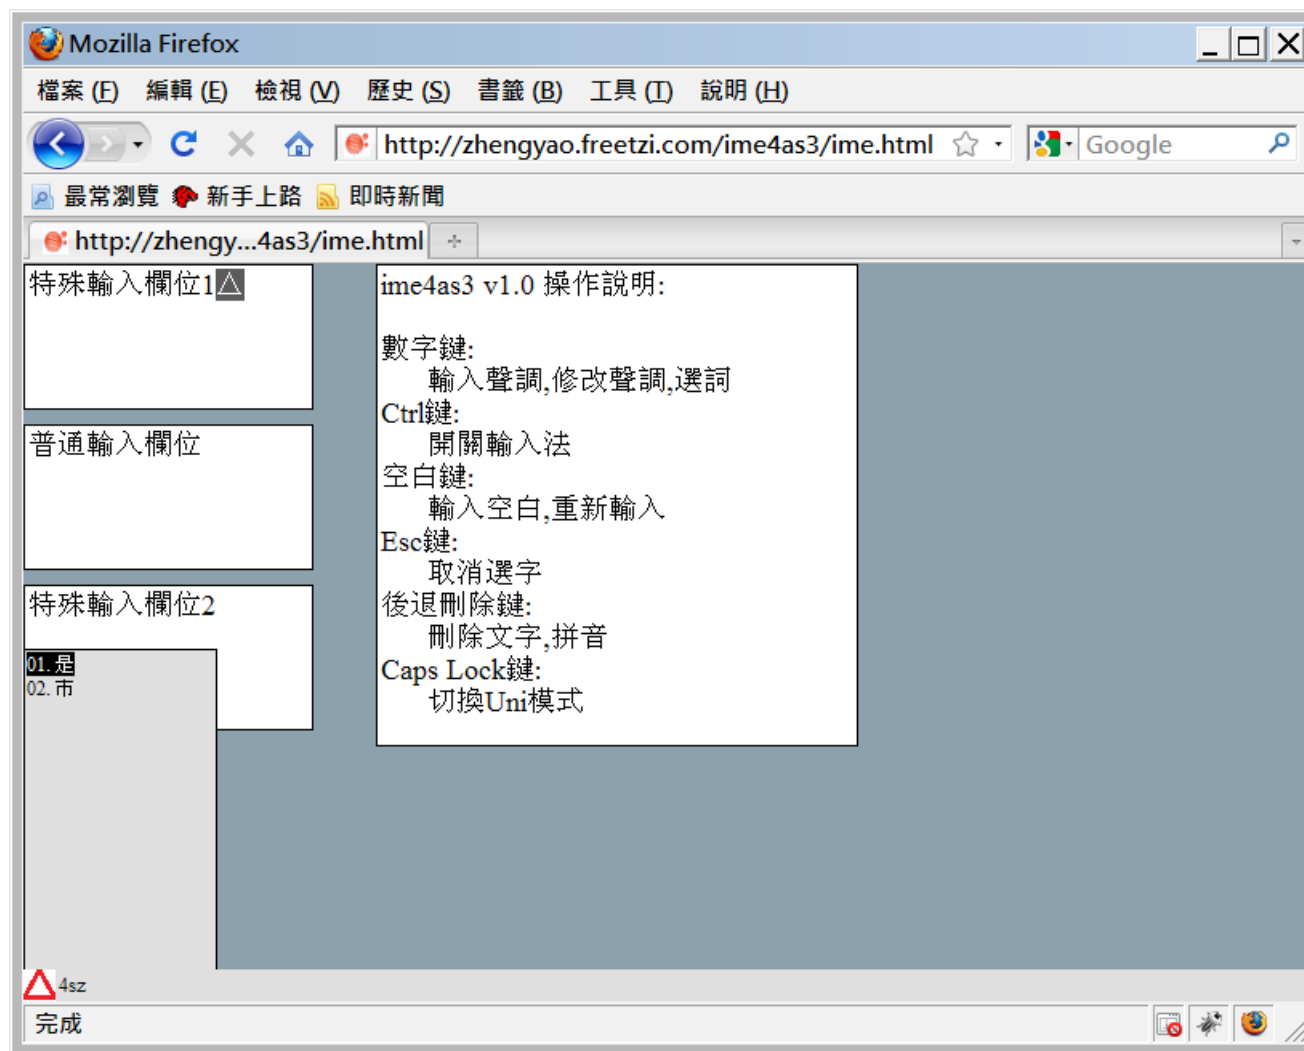 Mozilla Firefox
檔案 (F) 編輯 (E) 檢視 (V) 歷史 (S) 書籤 (B) 工具 (T) 說明 (H)
http://zhengyao.freetzi.com/ime4as3/ime.html
Google
最常瀏覽 新手上路 即時新聞
http://zhengy...4as3/ime.html
特殊輸入欄位1△
普通輸入欄位
特殊輸入欄位2
01. 是
02. 市
ime4as3 v1.0 操作說明:
數字鍵:
輸入聲調,修改聲調,選詞
Ctrl鍵:
開關輸入法
空白鍵:
輸入空白,重新輸入
Esc鍵:
取消選字
後退刪除鍵:
刪除文字,拼音
Caps Lock鍵:
切換Uni模式
4sz
完成